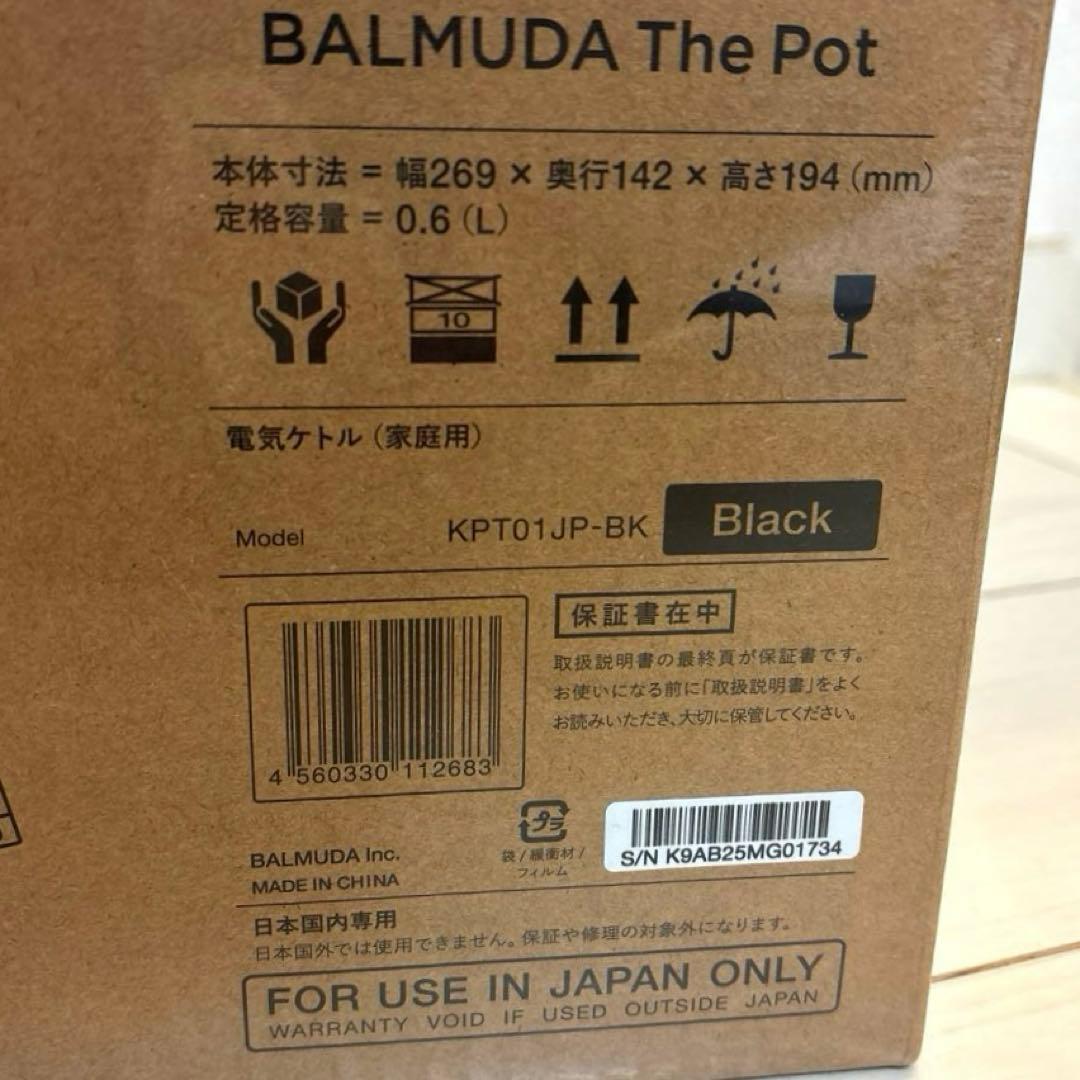 BALMUDA The Pot
本体寸法 = 幅269 × 奥行142 × 高さ194 (mm)
定格容量 = 0.6 (L)
10
電気ケトル (家庭用)
Model KPT01JP-BK Black
保証書在中
取扱説明書の最終頁が保証書です。
お使いになる前に「取扱説明書」をよく
お読みいただき、大切に保管してください。
4 560330 112683
プラ
袋 / 緩衝材 /
フィルム
S/N K9AB25MG01734
BALMUDA Inc.
MADE IN CHINA
日本国内専用
日本国外では使用できません。保証や修理の対象外になります。
FOR USE IN JAPAN ONLY
WARRANTY VOID IF USED OUTSIDE JAPAN